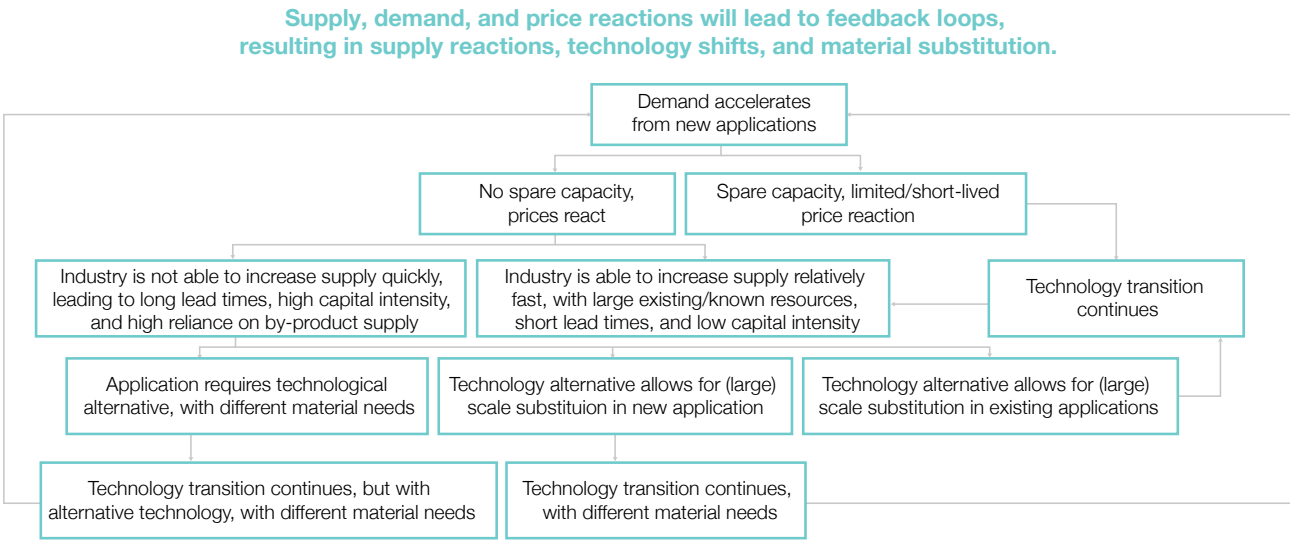 Supply, demand, and price reactions will lead to feedback loops,
resulting in supply reactions, technology shifts, and material substitution.
Demand accelerates
from new applications
No spare capacity,
prices react
Spare capacity, limited/short-lived
price reaction
Industry is not able to increase supply quickly,
leading to long lead times, high capital intensity,
and high reliance on by-product supply
Industry is able to increase supply relatively
fast, with large existing/known resources,
short lead times, and low capital intensity
Technology transition
continues
Application requires technological
alternative, with different material needs
Technology alternative allows for (large)
scale substituion in new application
Technology alternative allows for (large)
scale substitution in existing applications
Technology transition continues, but with
alternative technology, with different material needs
Technology transition continues,
with different material needs